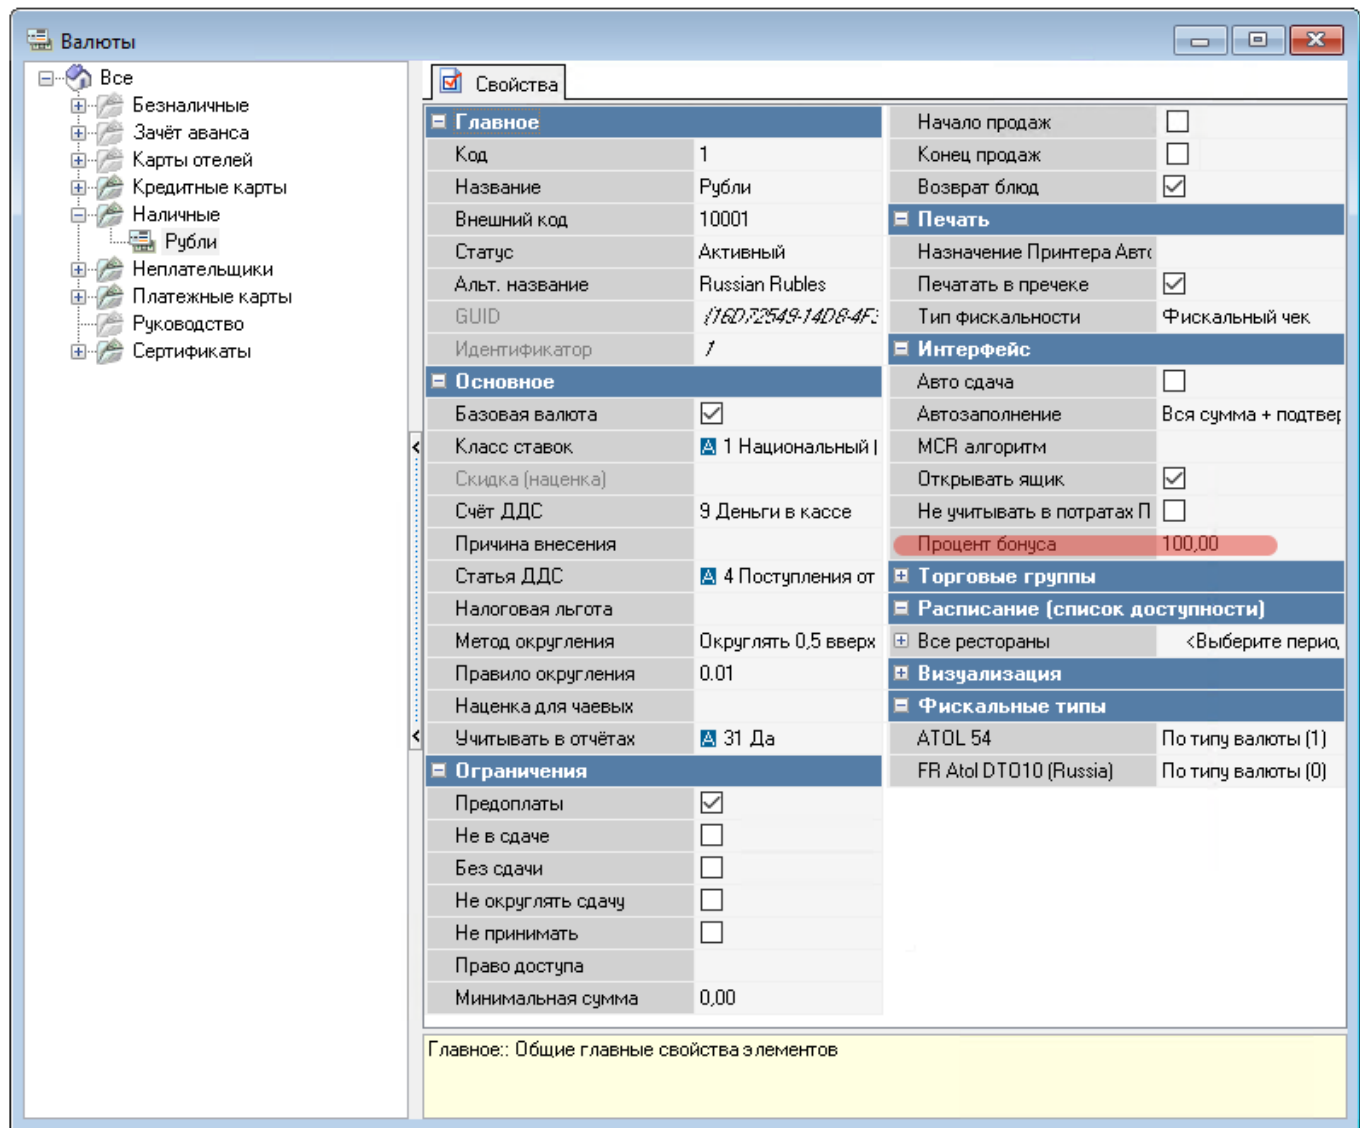 Валюты
Все
Безналичные
Зачёт аванса
Карты отелей
Кредитные карты
Наличные
Рубли
Неплательщики
Платежные карты
Руководство
Сертификаты
Свойства
Главное
Код 1
Название Рубли
Внешний код 10001
Статус Активный
Альт. название Russian Rubles
GUID {16D72549-14D8-4F3
Идентификатор 1
Основное
Базовая валюта
Класс ставок A 1 Национальный (
Скидка (наценка)
Счёт ДДС 9 Деньги в кассе
Причина внесения
Статья ДДС A 4 Поступления от
Налоговая льгота
Метод округления Округлять 0,5 вверх
Правило округления 0.01
Наценка для чаевых
Учитывать в отчётах A 31 Да
Ограничения
Предоплаты
Не в сдаче
Без сдачи
Не округлять сдачу
Не принимать
Право доступа
Минимальная сумма 0,00
Начало продаж
Конец продаж
Возврат блюд
Печать
Назначение Принтера Авто
Печатать в пречеке
Тип фискальности Фискальный чек
Интерфейс
Авто сдача
Автозаполнение Вся сумма + подтвер
MCR алгоритм
Открывать ящик
Не учитывать в потратах П
Процент бонуса 100,00
Торговые группы
Расписание (список доступности)
Все рестораны <Выберите перио,
Визуализация
Фискальные типы
ATOL 54 По типу валюты (1)
FR Atol DTO10 (Russia) По типу валюты (0)
Главное:: Общие главные свойства элементов